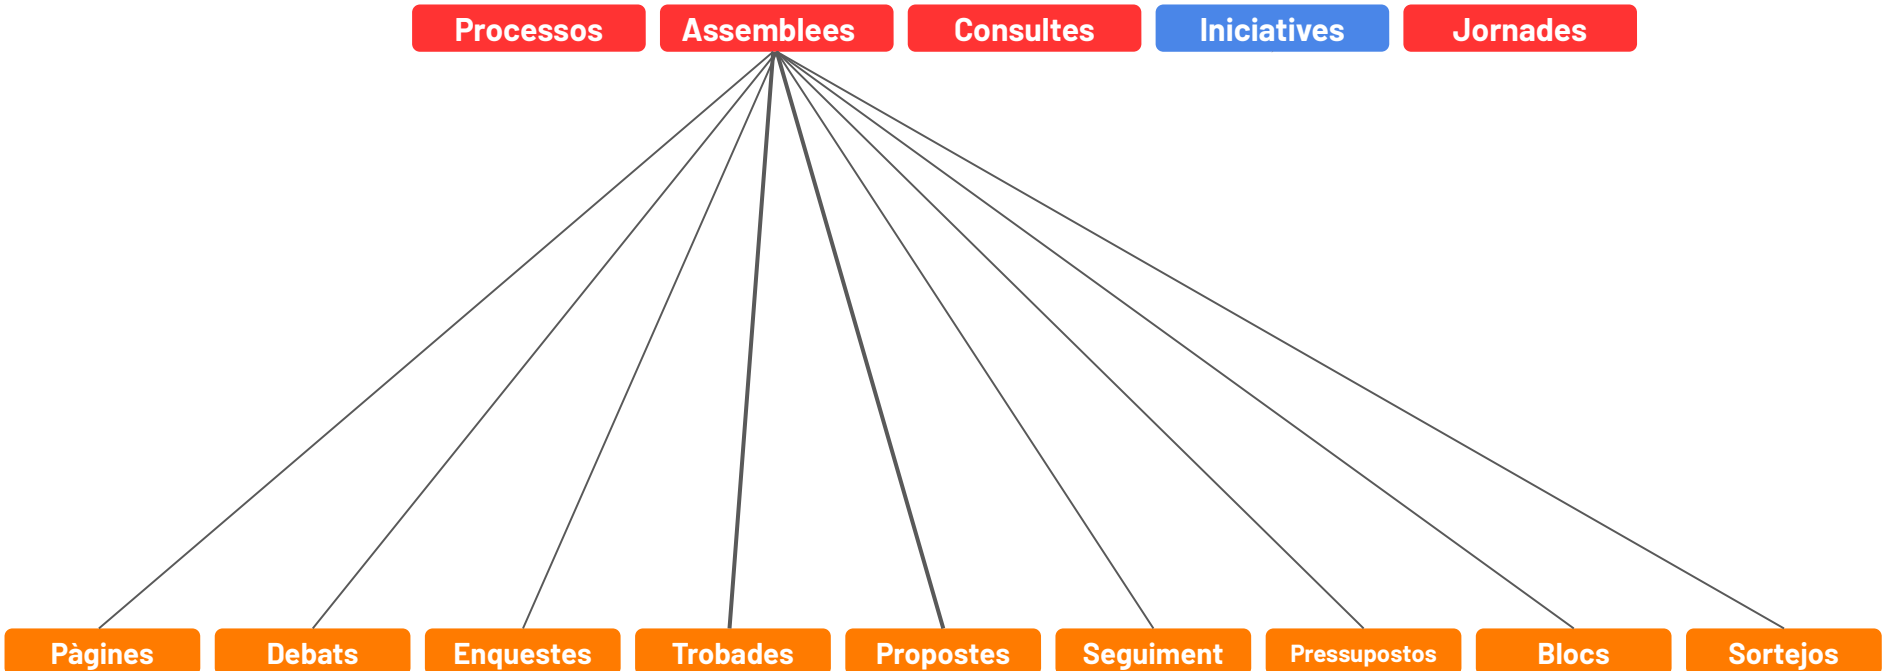 Processos
Assemblees
Consultes
Iniciatives
Jornades
Pàgines
Debats
Enquestes
Trobades
Propostes
Seguiment
Pressupostos
Blocs
Sortejos